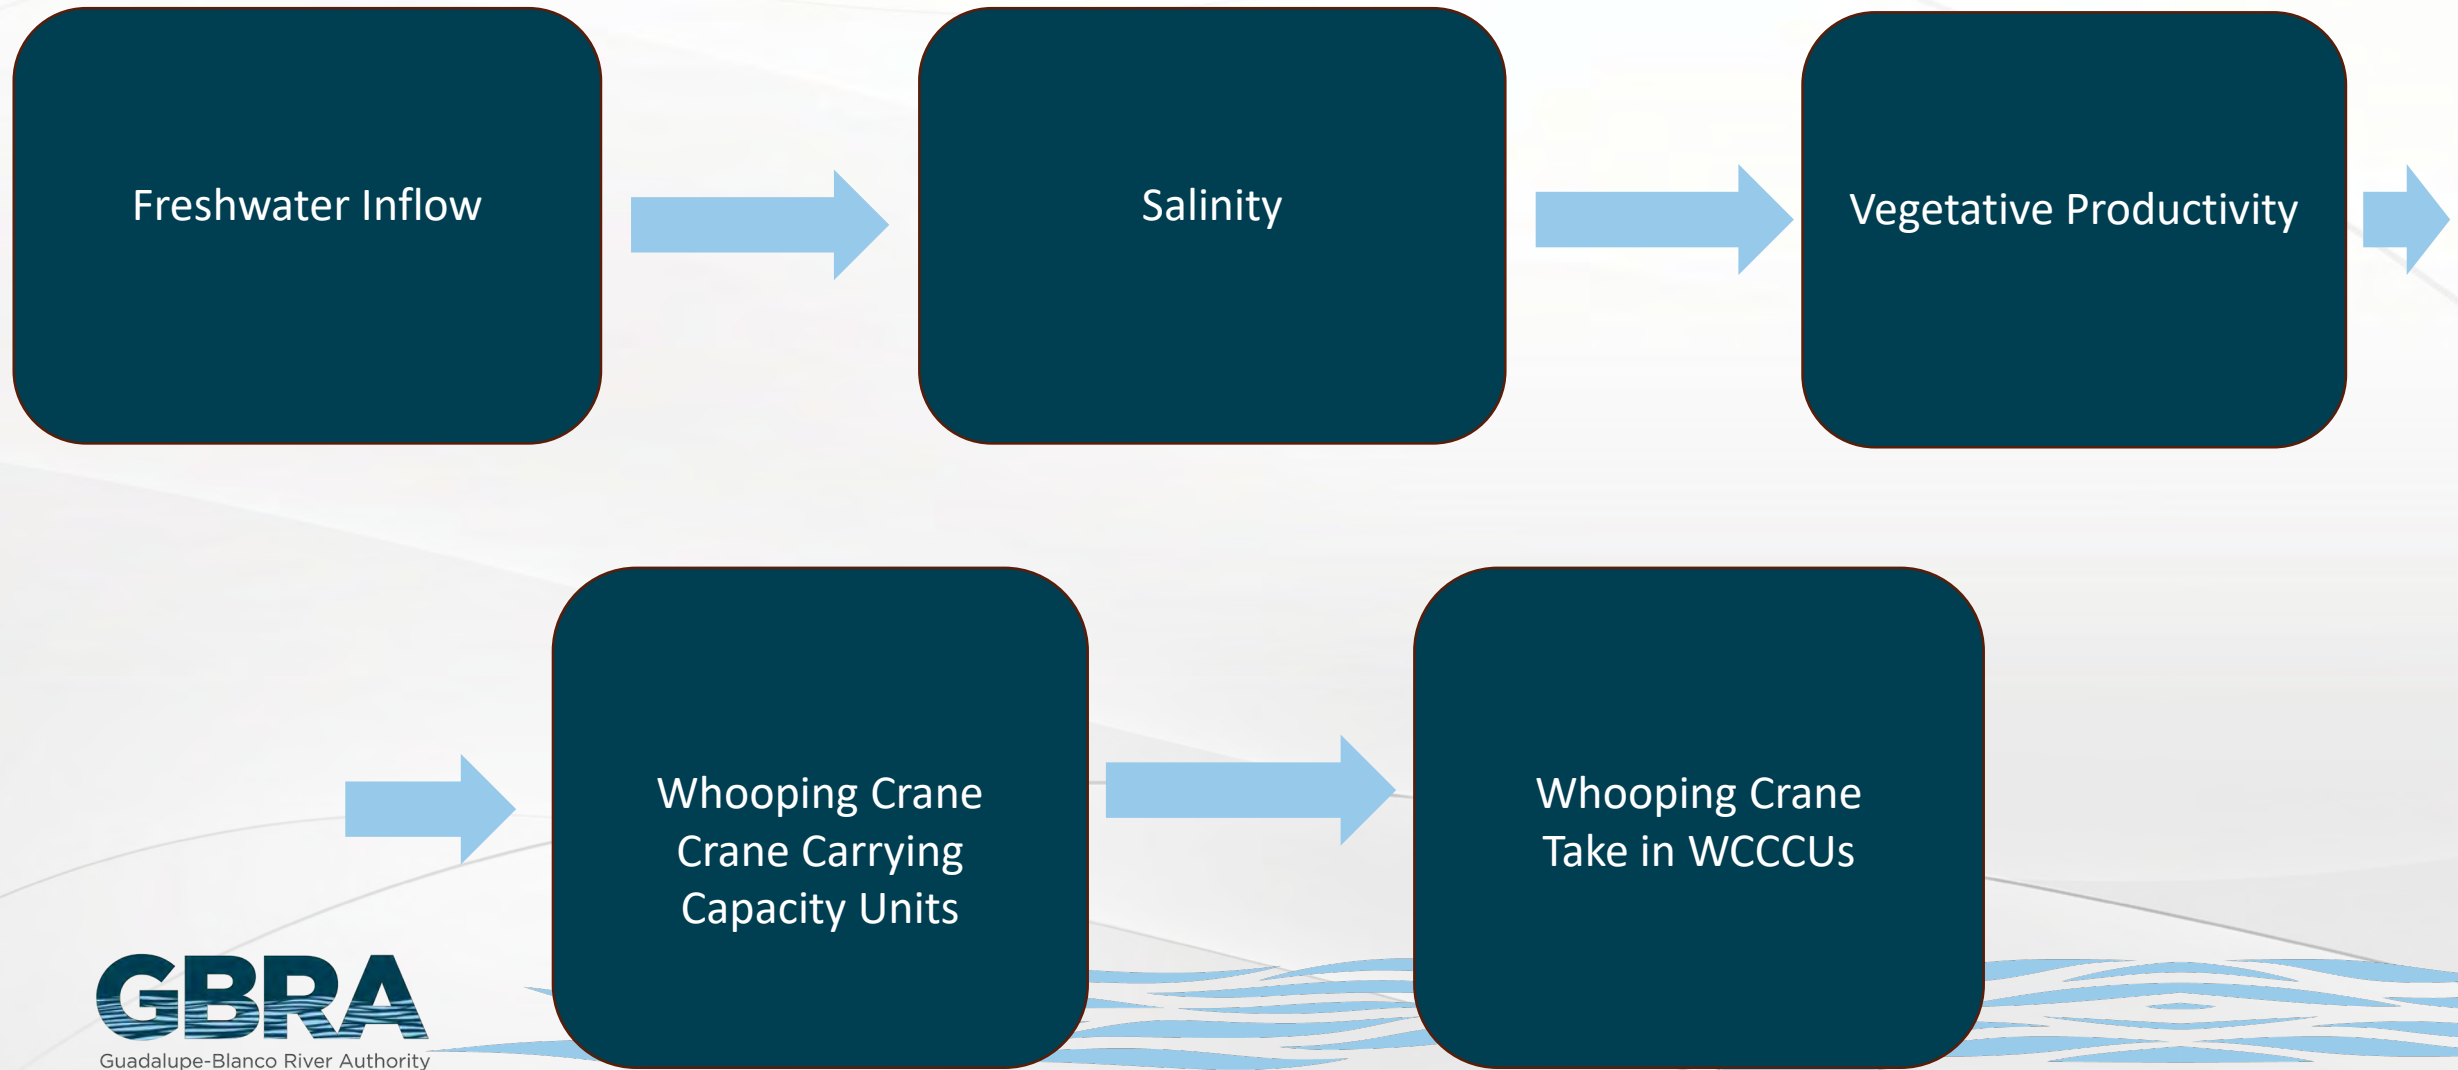 Freshwater Inflow
Salinity
Vegetative Productivity
Whooping Crane
Crane Carrying
Capacity Units
Whooping Crane
Take in WCCCUs
GBRA
Guadalupe-Blanco River Authority